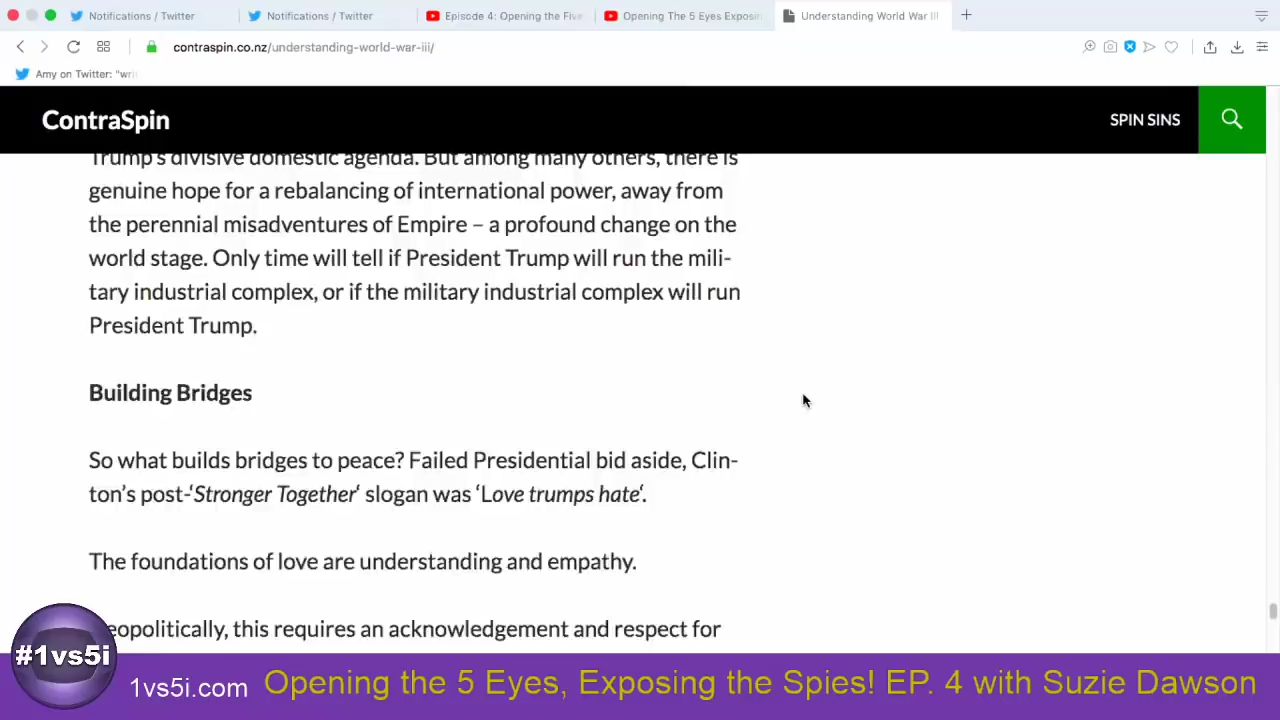 Notifications / Twitter
Notifications / Twitter
Episode 4: Opening the Five
Opening The 5 Eyes Exposin
Understanding World War III
contraspin.co.nz/understanding-world-war-iii/
Amy on Twitter: "wri
ContraSpin
SPIN SINS
Trump's divisive domestic agenda. But among many others, there is
genuine hope for a rebalancing of international power, away from
the perennial misadventures of Empire – a profound change on the
world stage. Only time will tell if President Trump will run the mili-
tary industrial complex, or if the military industrial complex will run
President Trump.
Building Bridges
So what builds bridges to peace? Failed Presidential bid aside, Clin-
ton's post-‘Stronger Together‘ slogan was ‘Love trumps hate‘.
The foundations of love are understanding and empathy.
eopolitically, this requires an acknowledgement and respect for
#1vs5i
1vs5i.com
Opening the 5 Eyes, Exposing the Spies! EP. 4 with Suzie Dawson